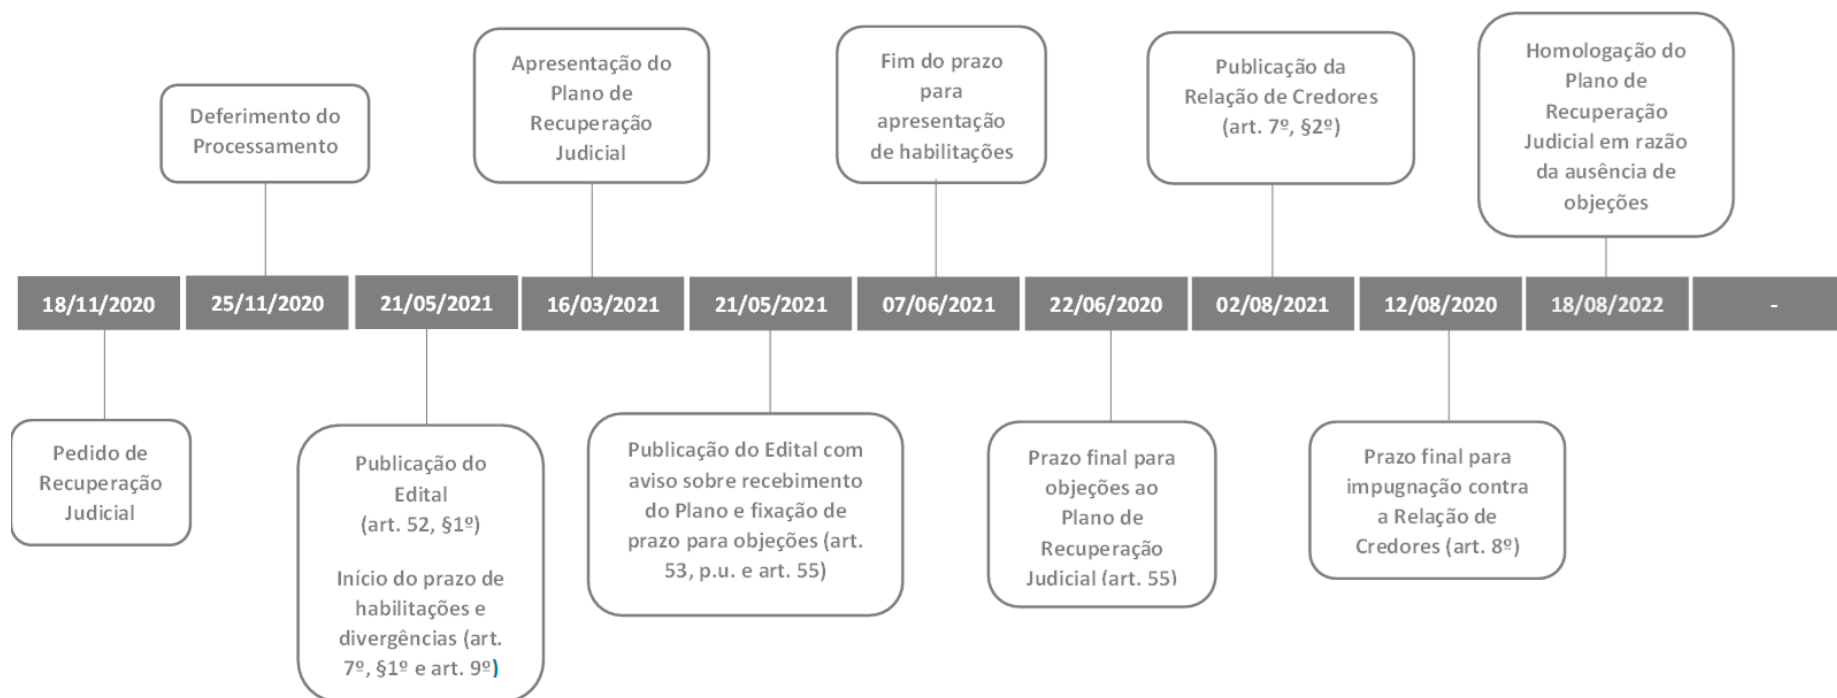 Apresentação do
Plano de
Recuperação
Judicial
Fim do prazo
para
apresentação
de habilitações
Publicação da
Relação de Credores
(art. 7º, §2º)
Homologação do
Plano de
Recuperação
Judicial em razão
da ausência de
objeções
Deferimento do
Processamento
18/11/2020
25/11/2020
21/05/2021
16/03/2021
21/05/2021
07/06/2021
22/06/2020
02/08/2021
12/08/2020
18/08/2022
-
Pedido de
Recuperação
Judicial
Publicação do
Edital
(art. 52, §1º)
Início do prazo de
habilitações e
divergências (art.
7º, §1º e art. 9º)
Publicação do Edital com
aviso sobre recebimento
do Plano e fixação de
prazo para objeções (art.
53, p.u. e art. 55)
Prazo final para
objeções ao
Plano de
Recuperação
Judicial (art. 55)
Prazo final para
impugnação contra
a Relação de
Credores (art. 8º)